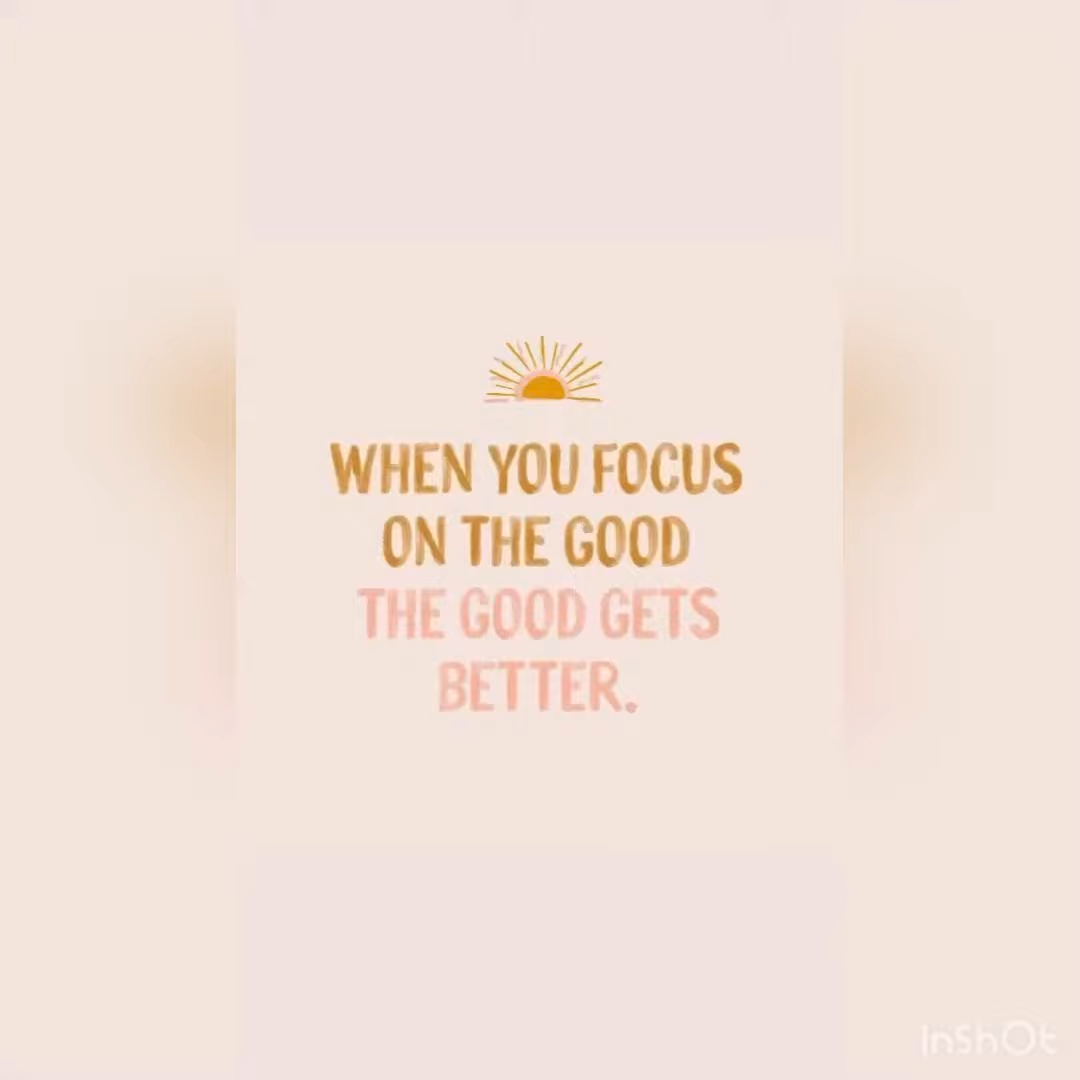 WHEN YOU FOCUS
ON THE GOOD
THE GOOD GETS
BETTER.
InShOt